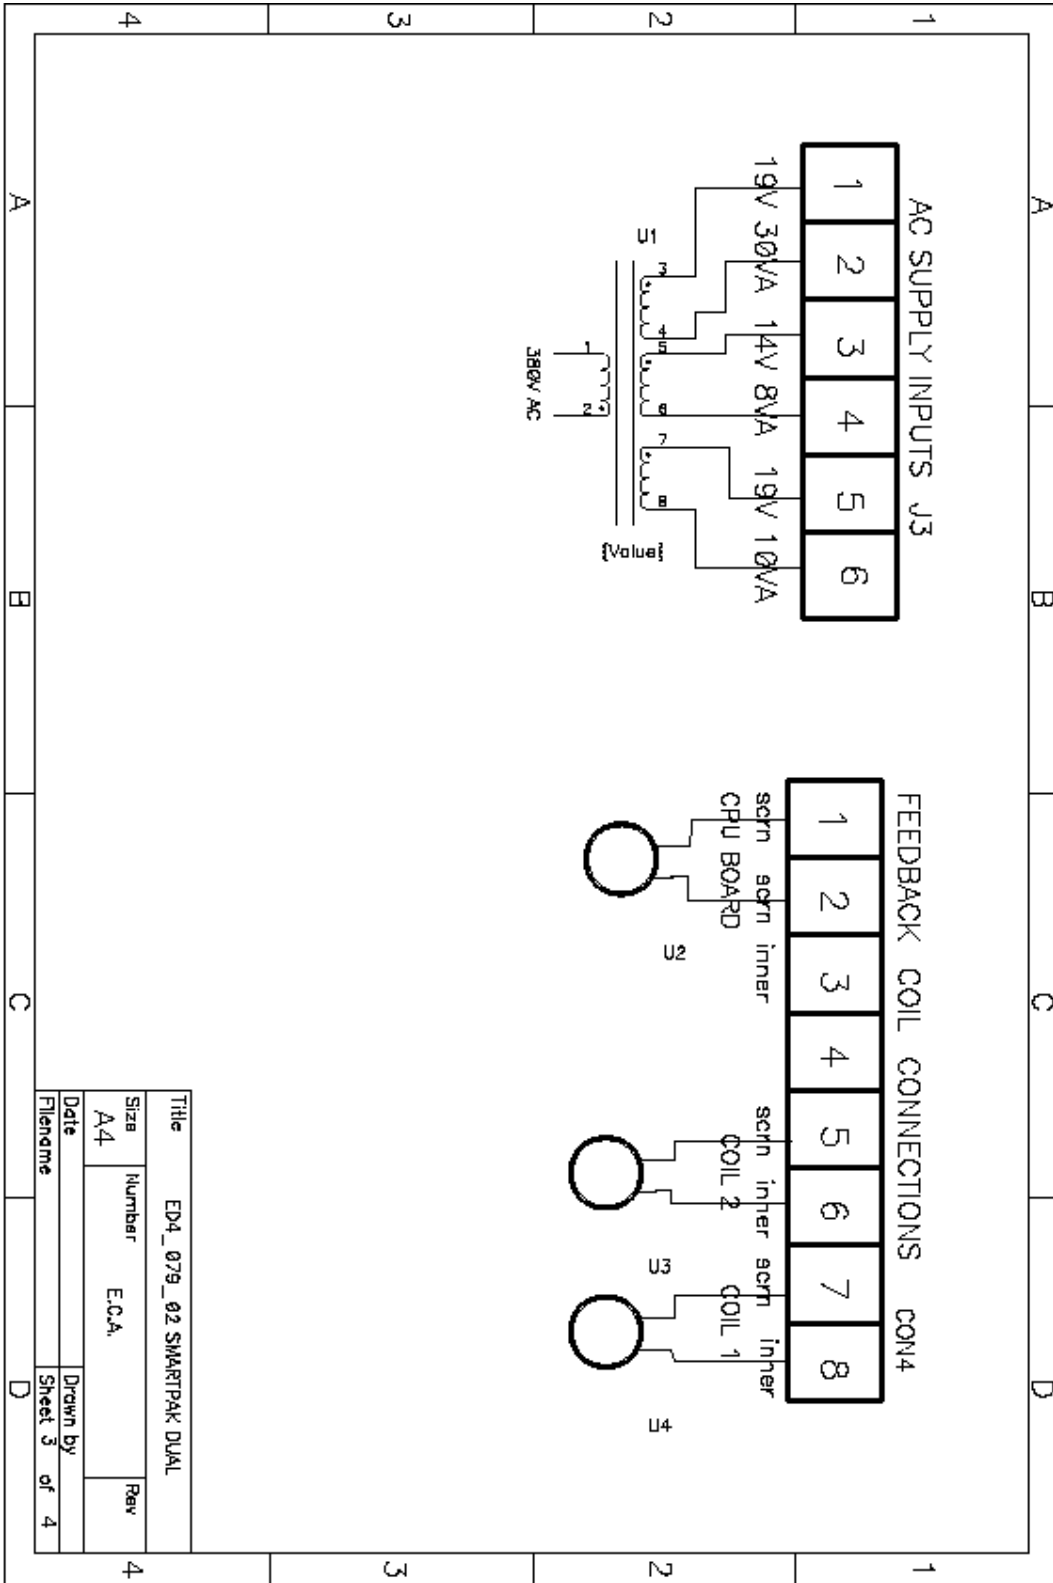 1
2
3
4
A
B
C
D
AC SUPPLY INPUTS J3
1
2
3
4
5
6
19V 30VA 14V 8VA 19V 10VA
U1
3
4
5
6
7
8
1
2
380V AC
{Value}
FEEDBACK COIL CONNECTIONS CON4
1
2
3
4
5
6
7
8
scrn scrn inner
CPU BOARD
U2
scrn inner
COIL 2
U3
scrn inner
COIL 1
U4
Title
ED4_079_02 SMARTPAK DUAL
Size
A4
Number
E.C.A.
Rev
Date
Drawn by
Filename
Sheet 3 of 4
A
B
C
D
1
2
3
4